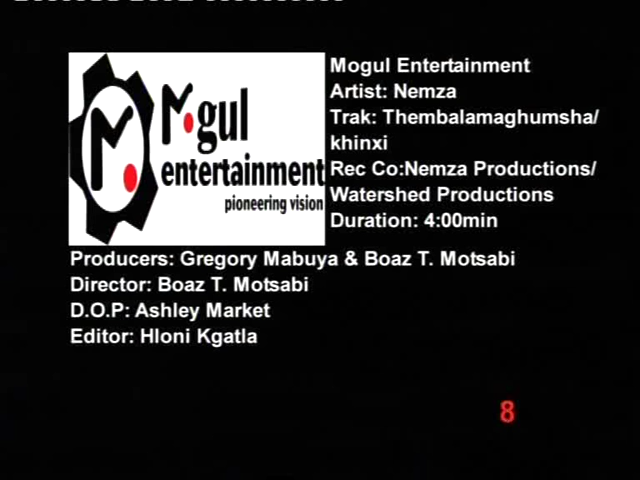 Mogul
entertainment
pioneering vision
Mogul Entertainment
Artist: Nemza
Trak: Thembalamaghumsha/
khinxi
Rec Co:Nemza Productions/
Watershed Productions
Duration: 4:00min
Producers: Gregory Mabuya & Boaz T. Motsabi
Director: Boaz T. Motsabi
D.O.P: Ashley Market
Editor: Hloni Kgatla
8